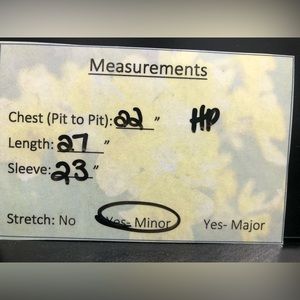 Measurements
Chest (Pit to Pit): 22 " HP
Length: 27 "
Sleeve: 23 "
Stretch: No Yes- Minor Yes- Major